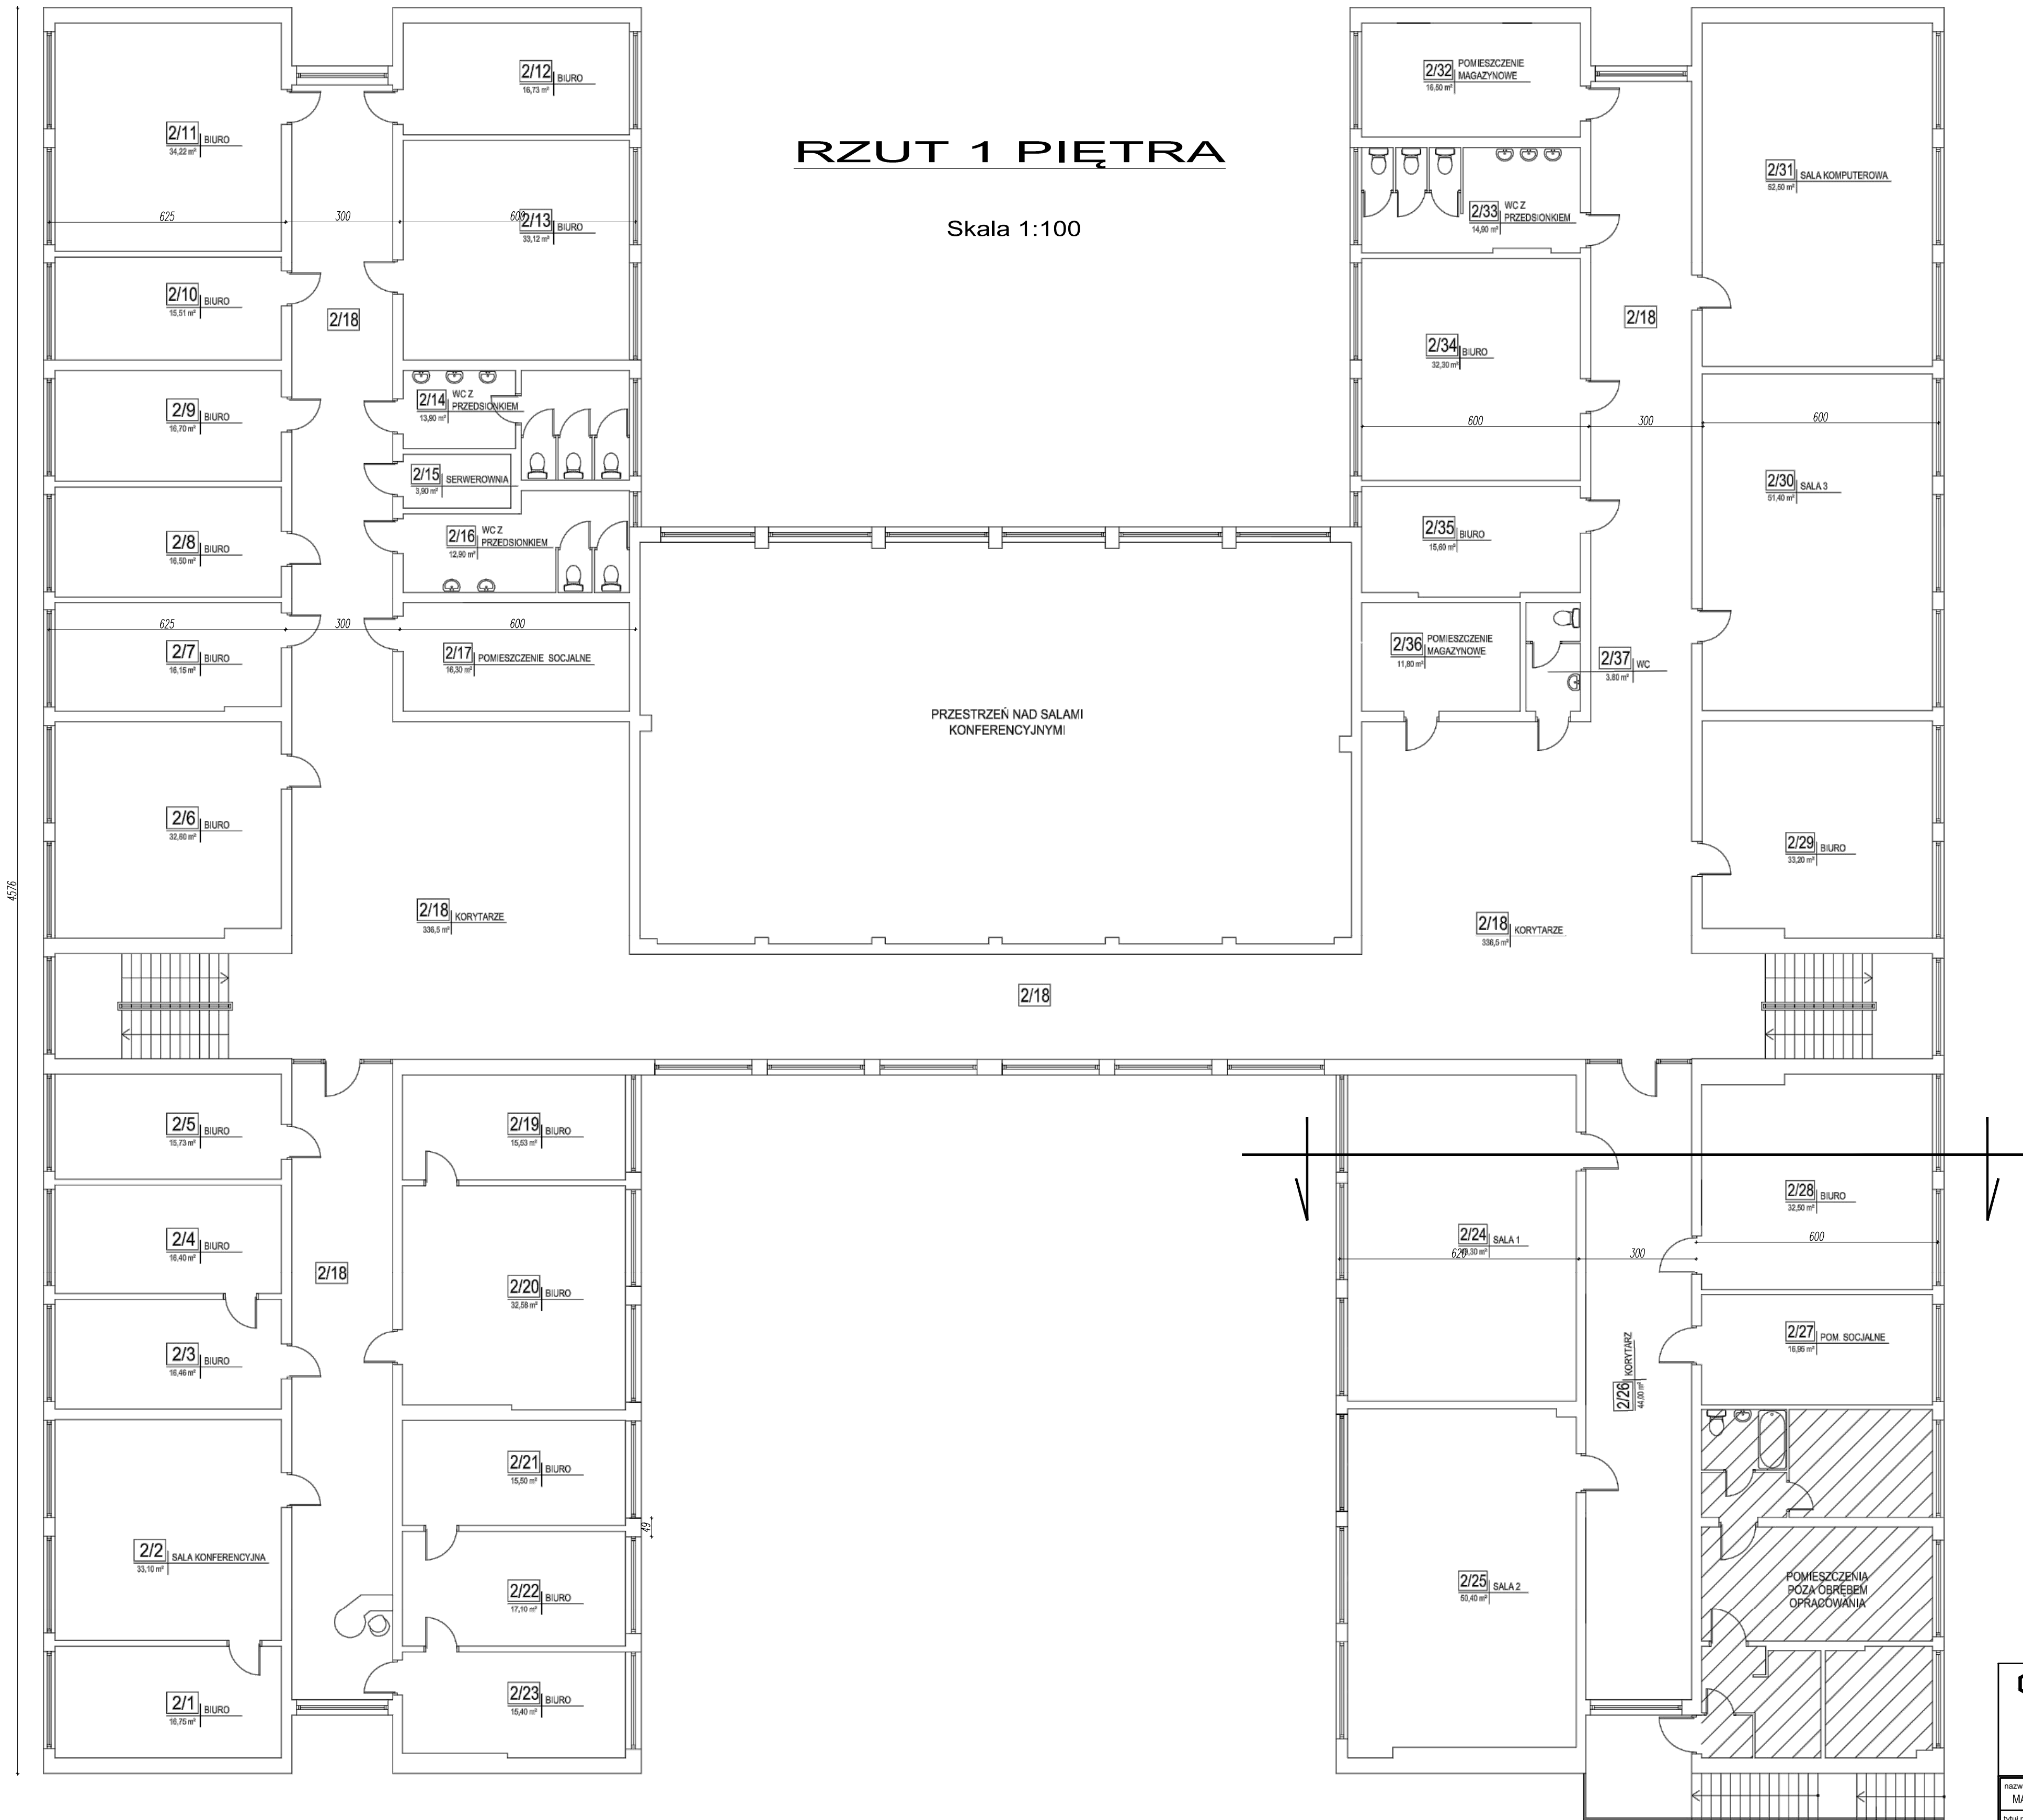 RZUT 1 PIĘTRA
Skala 1:100
2/11 BIURO
34,22 m²
2/12 BIURO
16,73 m²
625
300
600
2/13 BIURO
33,12 m²
2/10 BIURO
15,51 m²
2/18
2/9 BIURO
16,70 m²
2/14 WC Z
PRZEDSIONKIEM
13,90 m²
2/15 SERWEROWNIA
3,90 m²
2/8 BIURO
16,50 m²
2/16 WC Z
PRZEDSIONKIEM
12,90 m²
625
300
600
2/7 BIURO
16,15 m²
2/17 POMIESZCZENIE SOCJALNE
16,30 m²
2/6 BIURO
32,60 m²
4576
2/18 KORYTARZE
336,5 m²
PRZESTRZEŃ NAD SALAMI
KONFERENCYJNYMI
2/18
2/32 POMIESZCZENIE
MAGAZYNOWE
16,50 m²
2/31 SALA KOMPUTEROWA
52,60 m²
2/33 WC Z
PRZEDSIONKIEM
14,90 m²
2/18
2/34 BIURO
32,30 m²
600
300
600
2/30 SALA 3
51,40 m²
2/35 BIURO
15,60 m²
2/36 POMIESZCZENIE
MAGAZYNOWE
11,80 m²
2/37 WC
3,80 m²
2/29 BIURO
33,20 m²
2/18 KORYTARZE
336,5 m²
2/5 BIURO
15,73 m²
2/19 BIURO
15,53 m²
2/4 BIURO
16,40 m²
2/18
2/20 BIURO
32,58 m²
2/3 BIURO
16,46 m²
2/21 BIURO
15,50 m²
49
2/2 SALA KONFERENCYJNA
33,10 m²
2/22 BIURO
17,10 m²
2/1 BIURO
16,75 m²
2/23 BIURO
15,40 m²
2/28 BIURO
32,50 m²
2/24 SALA 1
620
300
600
2/27 POM. SOCJALNE
16,95 m²
2/26 KORYTARZ
44,00 m²
2/25 SALA 2
50,40 m²
POMIESZCZENIA
POZA OBRĘBEM
OPRACOWANIA